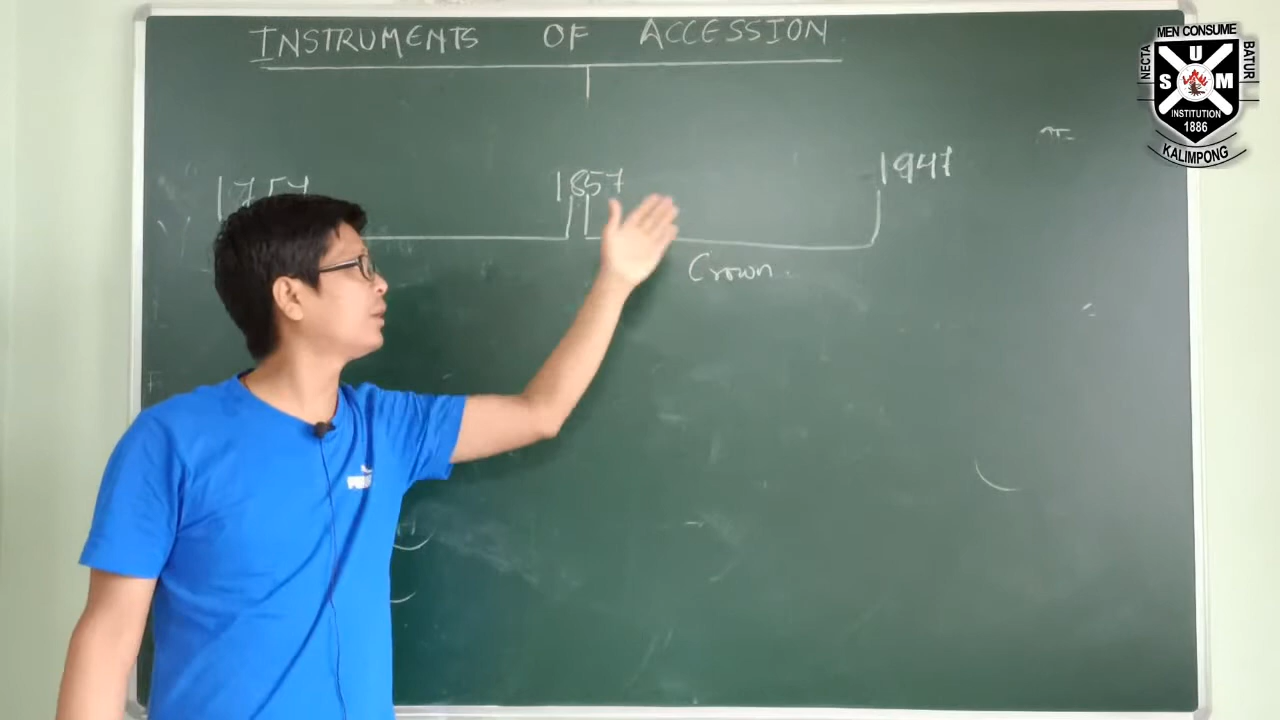 INSTRUMENTS OF ACCESSION
1857
1947
Crown.
MEN CONSUME
NECTA
BATUR
S U M
INSTITUTION
1886
KALIMPONG